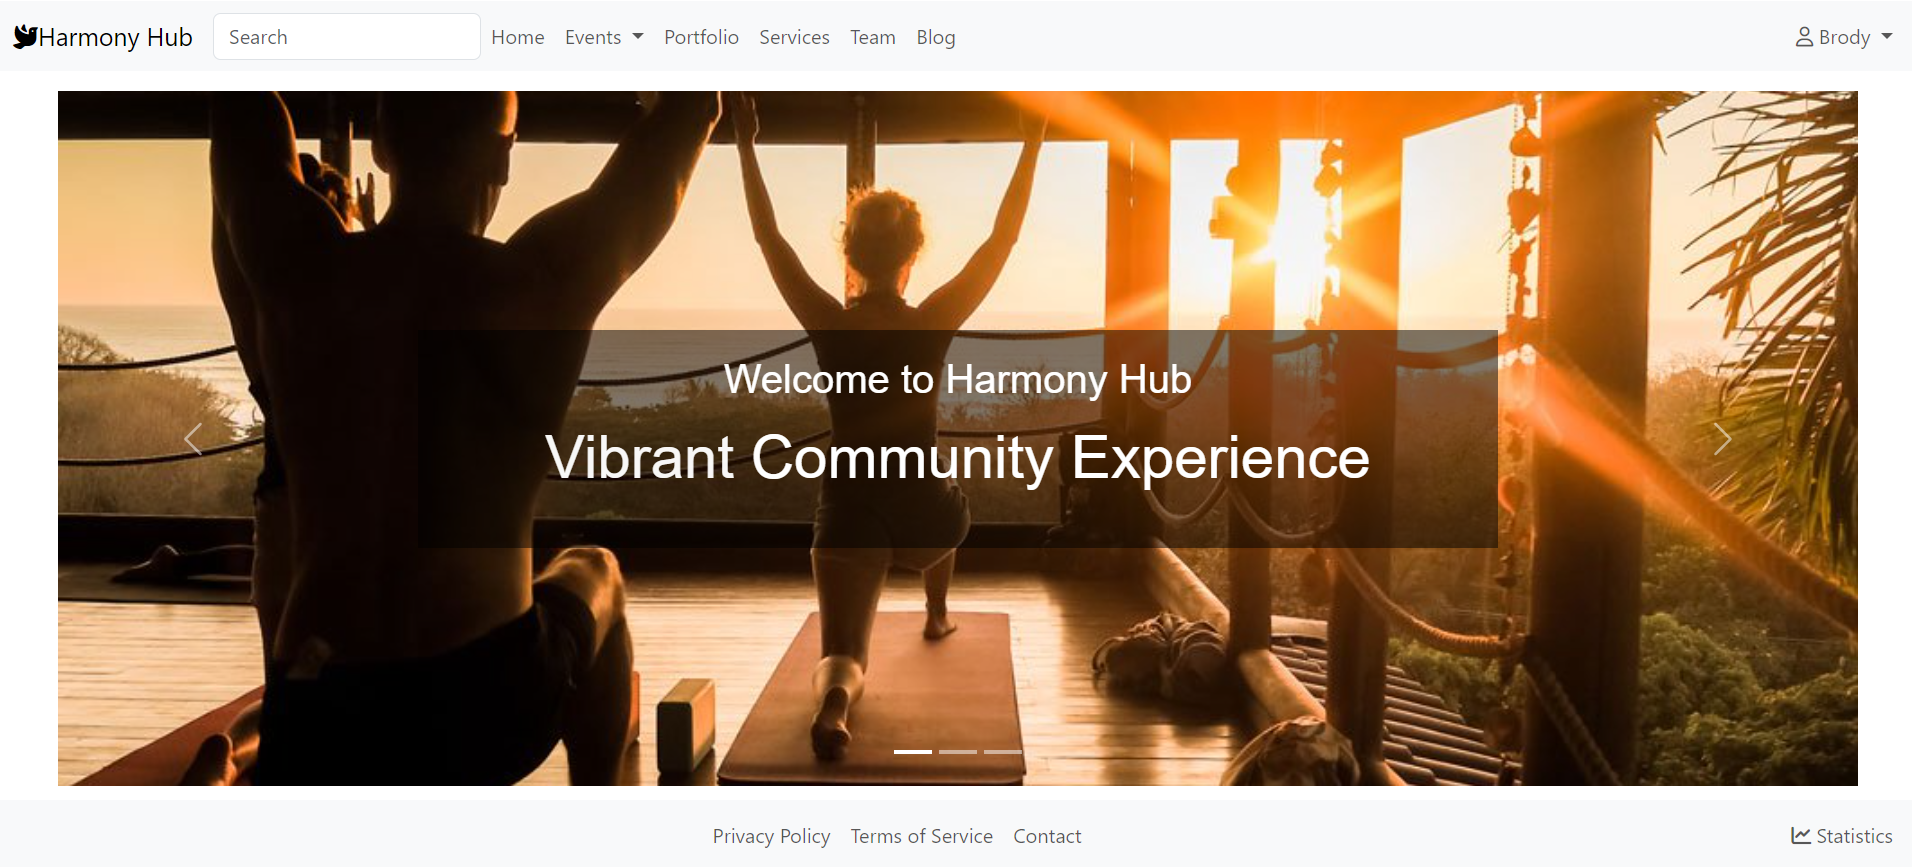 Harmony Hub Search Home Events Portfolio Services Team Blog Brody
Welcome to Harmony Hub
Vibrant Community Experience
Privacy Policy Terms of Service Contact Statistics